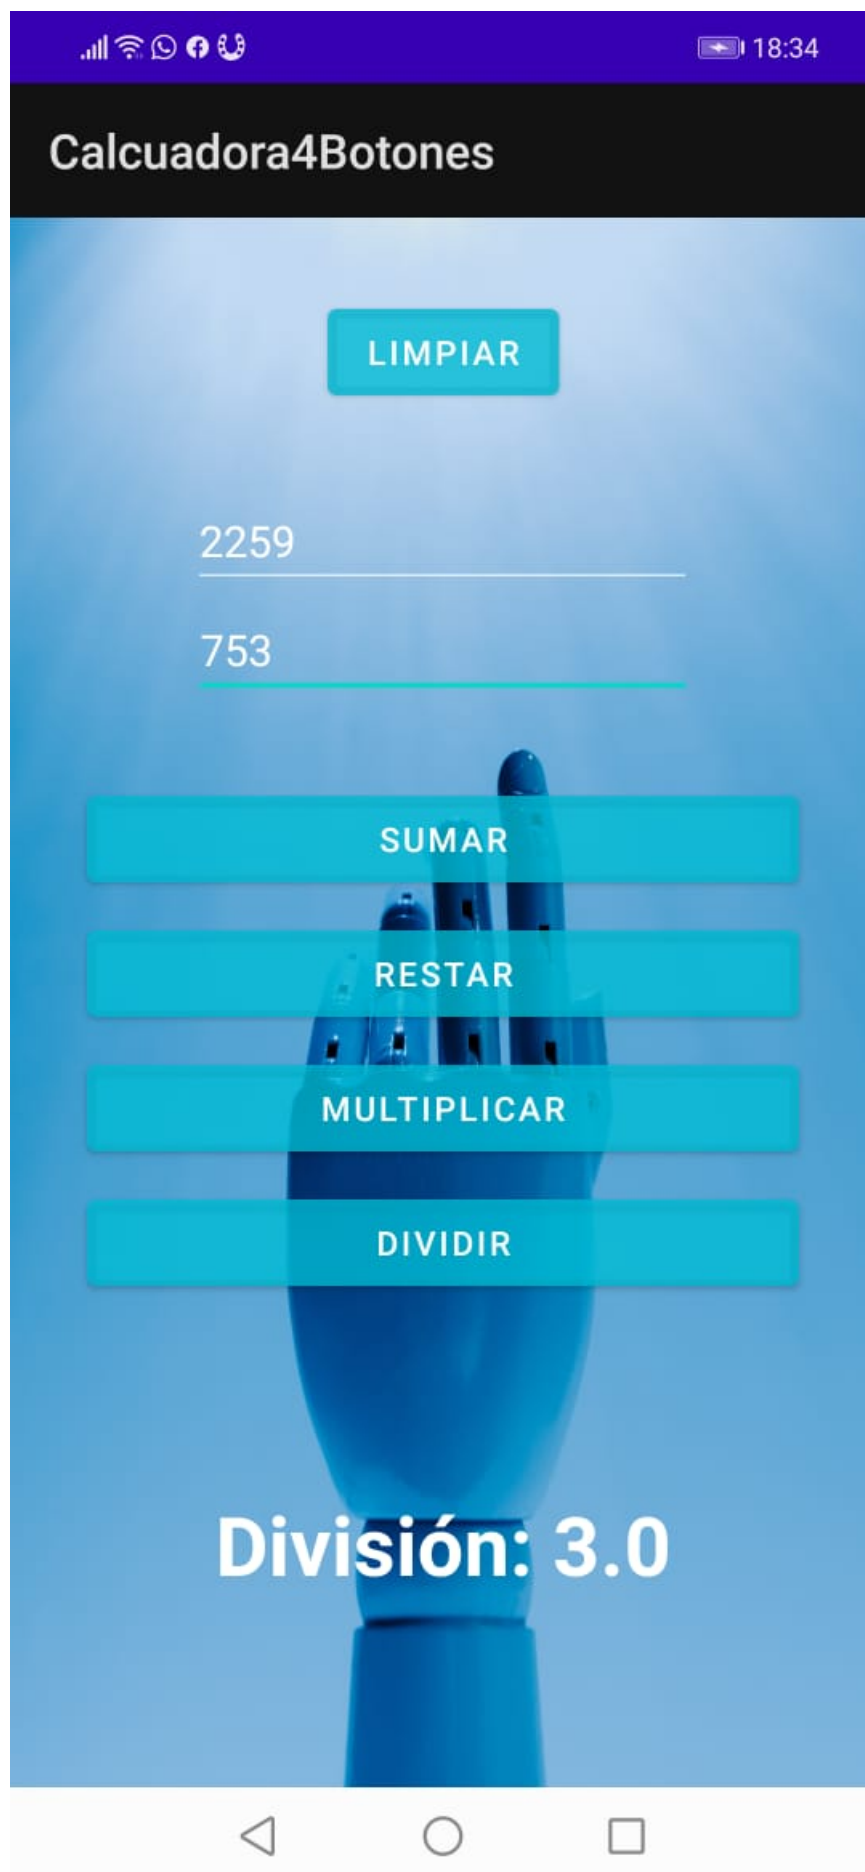 18:34
Calcuadora4Botones
LIMPIAR
2259
753
SUMAR
RESTAR
MULTIPLICAR
DIVIDIR
División: 3.0